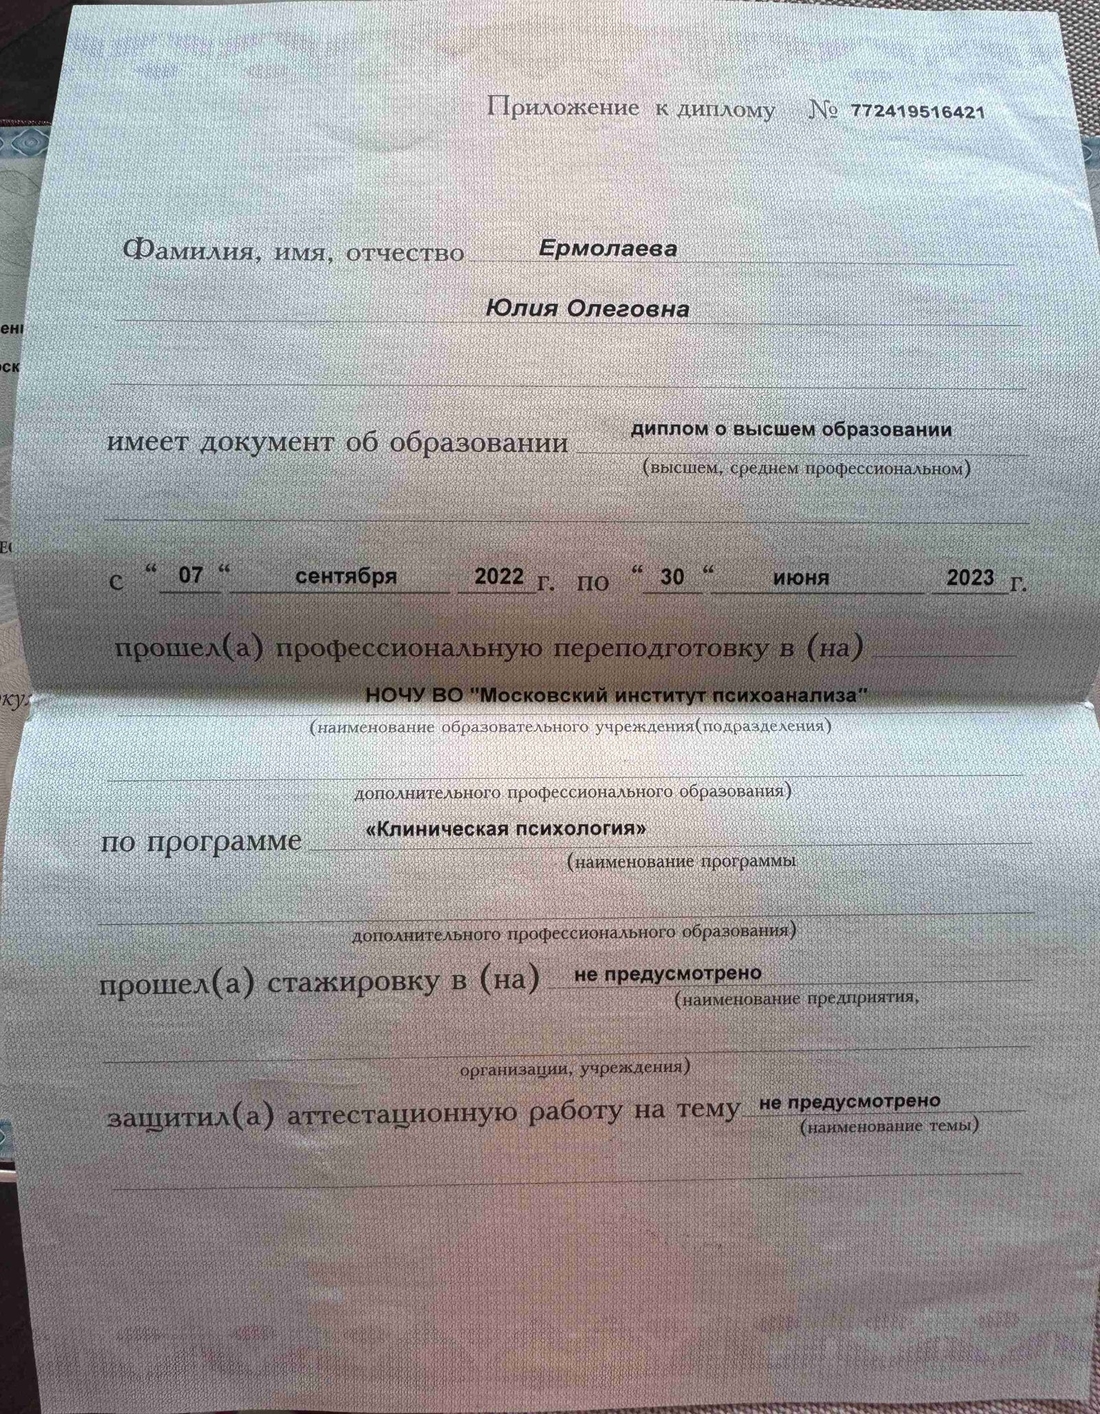 Приложение к диплому № 772419516421
Фамилия, имя, отчество Ермолаева
Юлия Олеговна
имеет документ об образовании диплом о высшем образовании
(высшем, среднем профессиональном)
с “ 07 “ сентября 2022 г. по “ 30 “ июня 2023 г.
прошел(а) профессиональную переподготовку в (на)
НОЧУ ВО "Московский институт психоанализа"
(наименование образовательного учреждения(подразделения)
дополнительного профессионального образования)
по программе «Клиническая психология»
(наименование программы
дополнительного профессионального образования)
прошел(а) стажировку в (на) не предусмотрено
(наименование предприятия,
организации, учреждения)
защитил(а) аттестационную работу на тему не предусмотрено
(наименование темы)